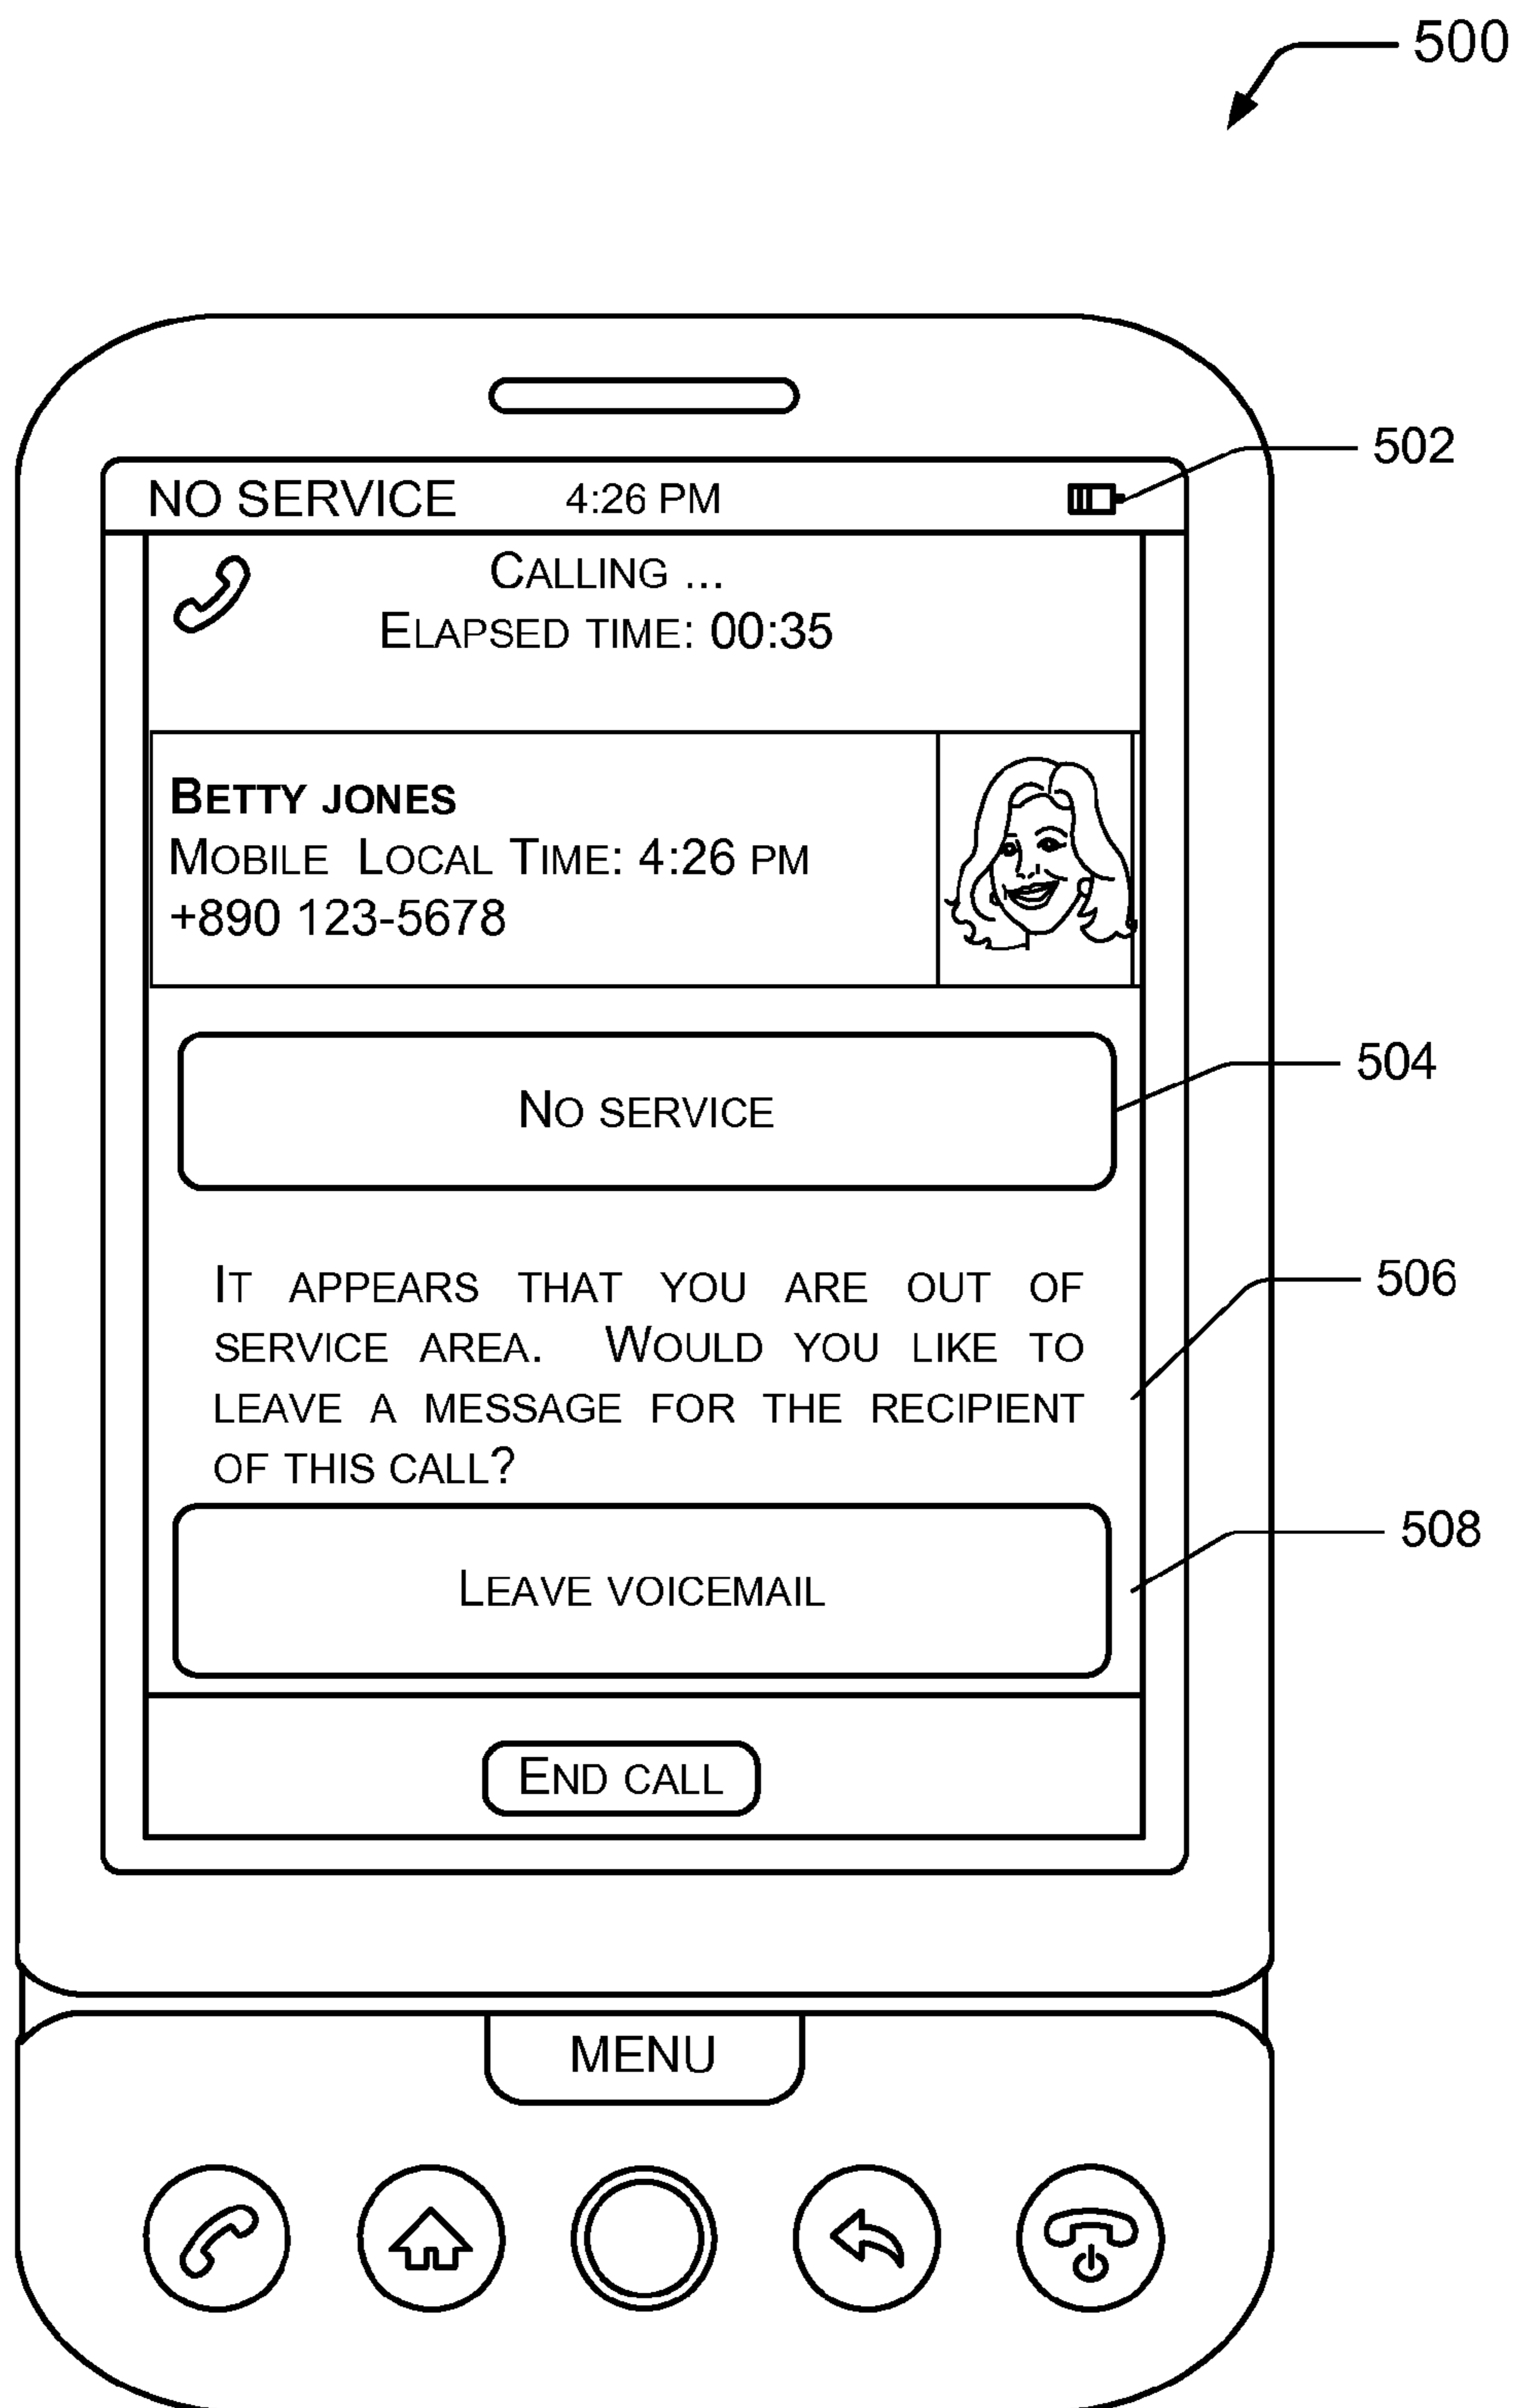 500
502
NO SERVICE 4:26 PM
CALLING ...
ELAPSED TIME: 00:35
BETTY JONES
MOBILE LOCAL TIME: 4:26 PM
+890 123-5678
504
NO SERVICE
506
IT APPEARS THAT YOU ARE OUT OF
SERVICE AREA. WOULD YOU LIKE TO
LEAVE A MESSAGE FOR THE RECIPIENT
OF THIS CALL?
508
LEAVE VOICEMAIL
END CALL
MENU